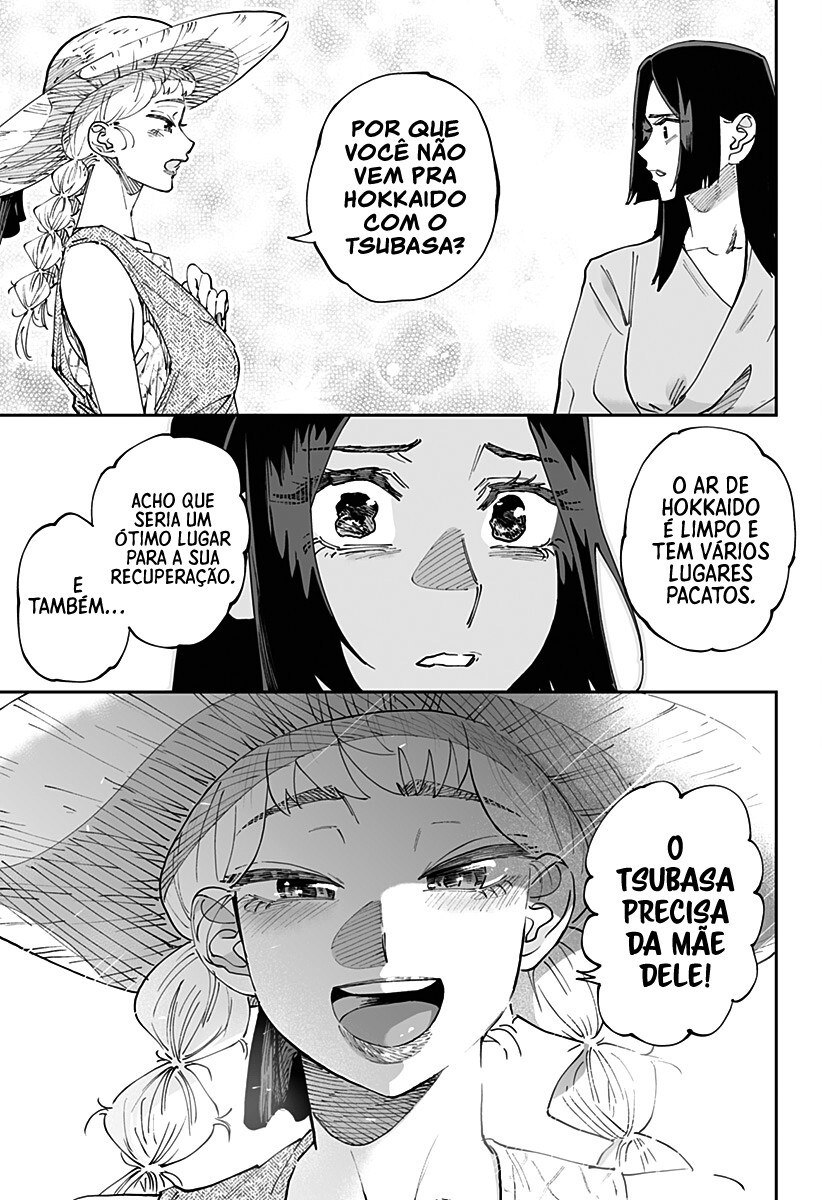 POR QUE
VOCÊ NÃO
VEM PRA
HOKKAIDO
COM O
TSUBASA?
O AR DE
HOKKAIDO
É LIMPO E
TEM VÁRIOS
LUGARES
PACATOS.
ACHO QUE
SERIA UM
ÓTIMO LUGAR
PARA A SUA
RECUPERAÇÃO.
E
TAMBÉM...
O
TSUBASA
PRECISA
DA MÃE
DELE!